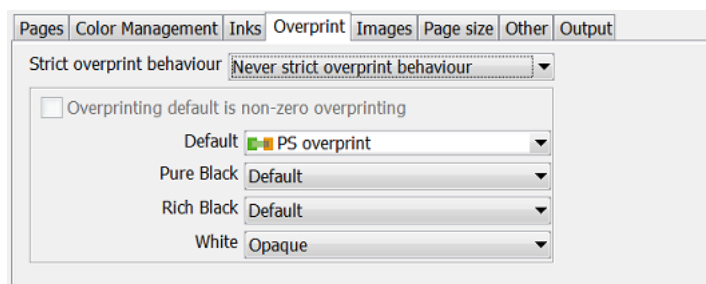 Pages Color Management Inks Overprint Images Page size Other Output
Strict overprint behaviour Never strict overprint behaviour
Overprinting default is non-zero overprinting
Default PS overprint
Pure Black Default
Rich Black Default
White Opaque